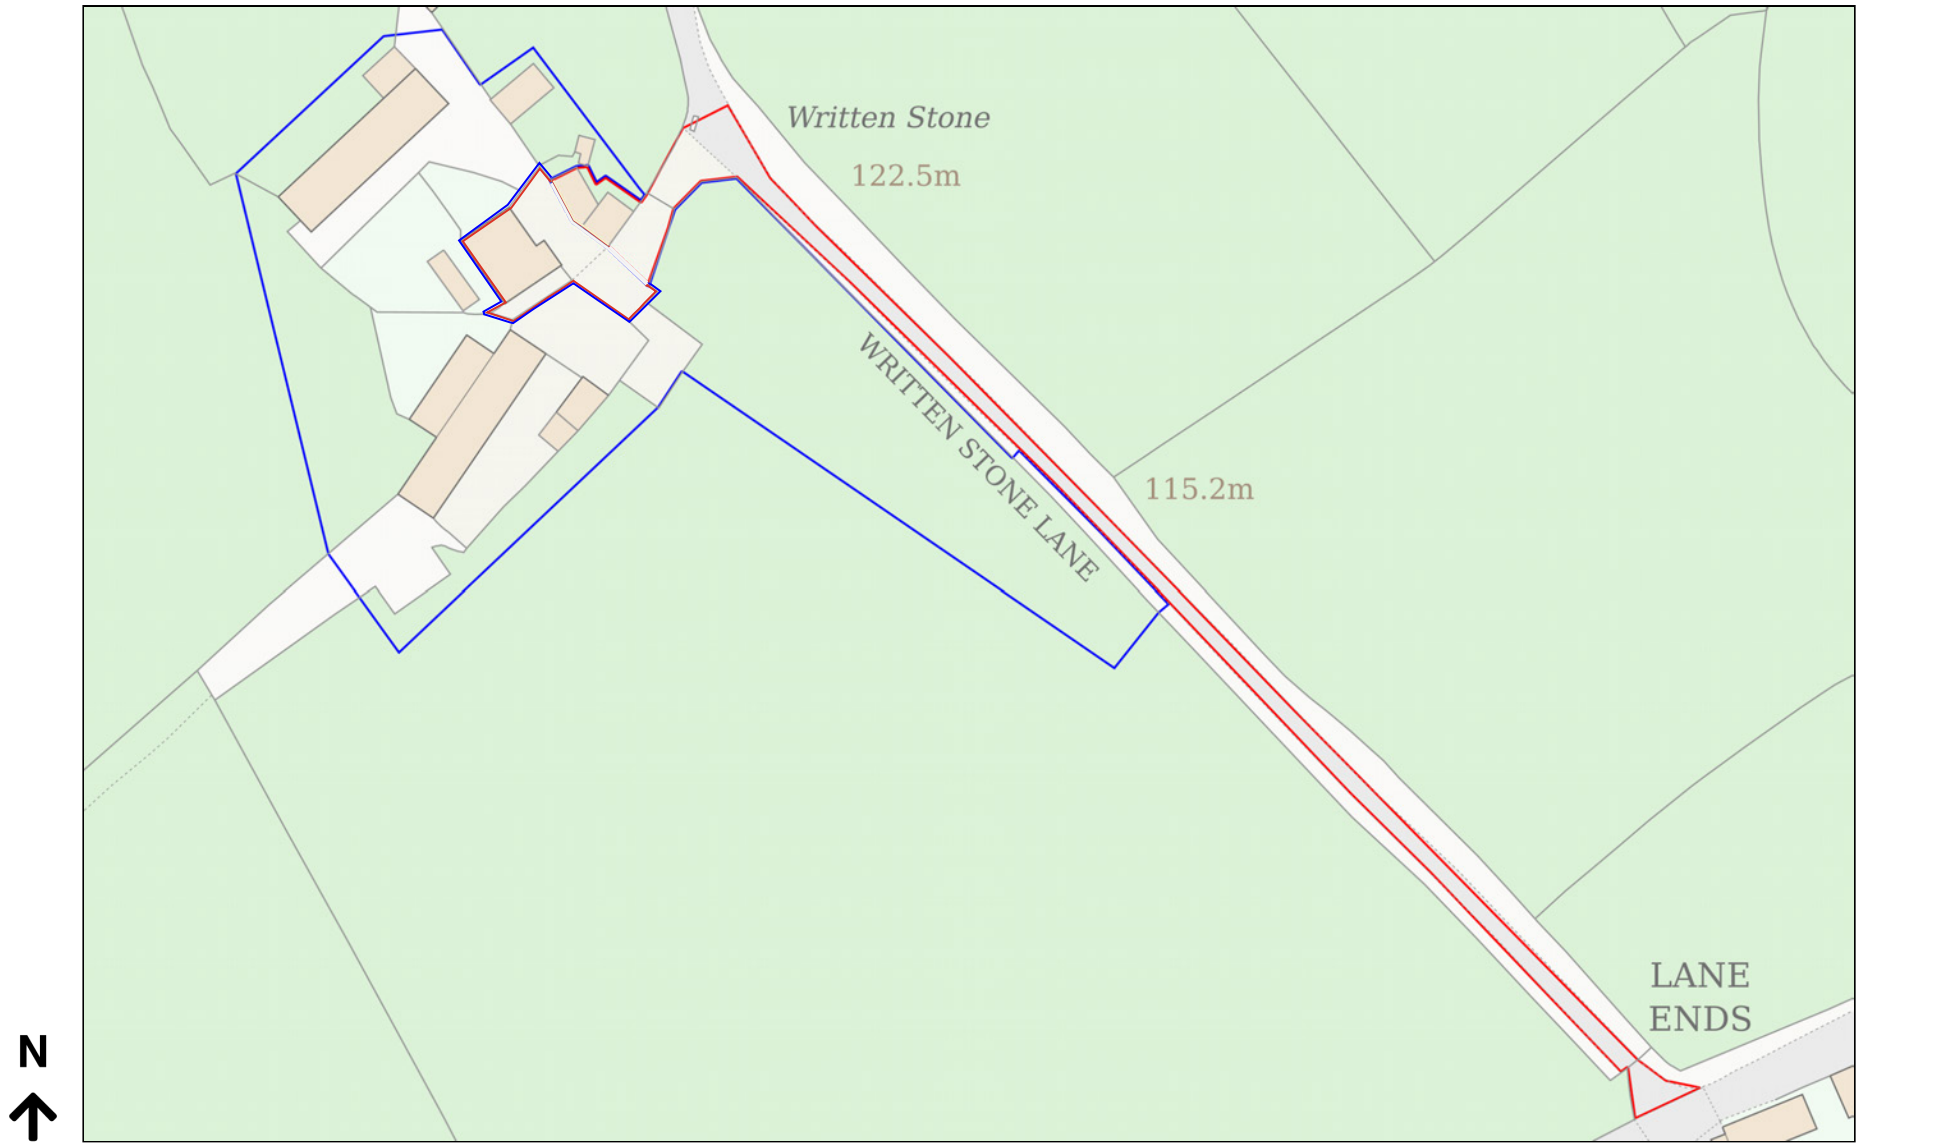 Written Stone
122.5m
WRITTEN STONE LANE
115.2m
LANE
ENDS
N